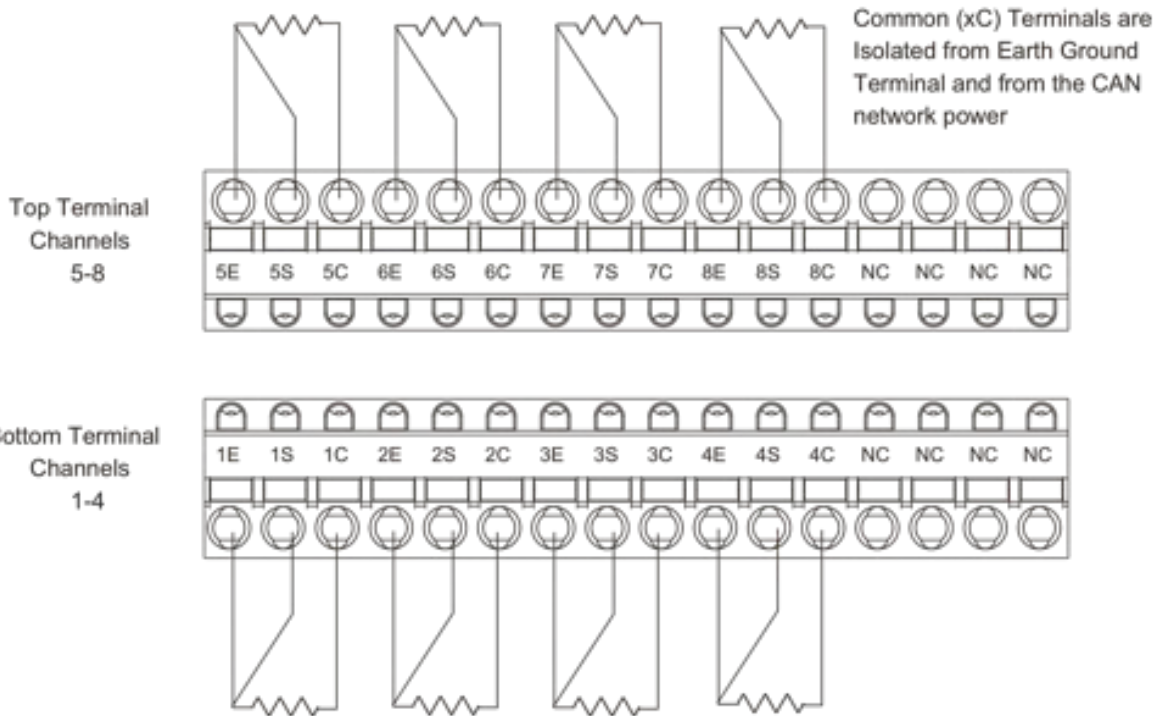 Common (xC) Terminals are
Isolated from Earth Ground
Terminal and from the CAN
network power
Top Terminal
Channels
5-8
5E 5S 5C 6E 6S 6C 7E 7S 7C 8E 8S 8C NC NC NC NC
ottom Terminal
Channels
1-4
1E 1S 1C 2E 2S 2C 3E 3S 3C 4E 4S 4C NC NC NC NC